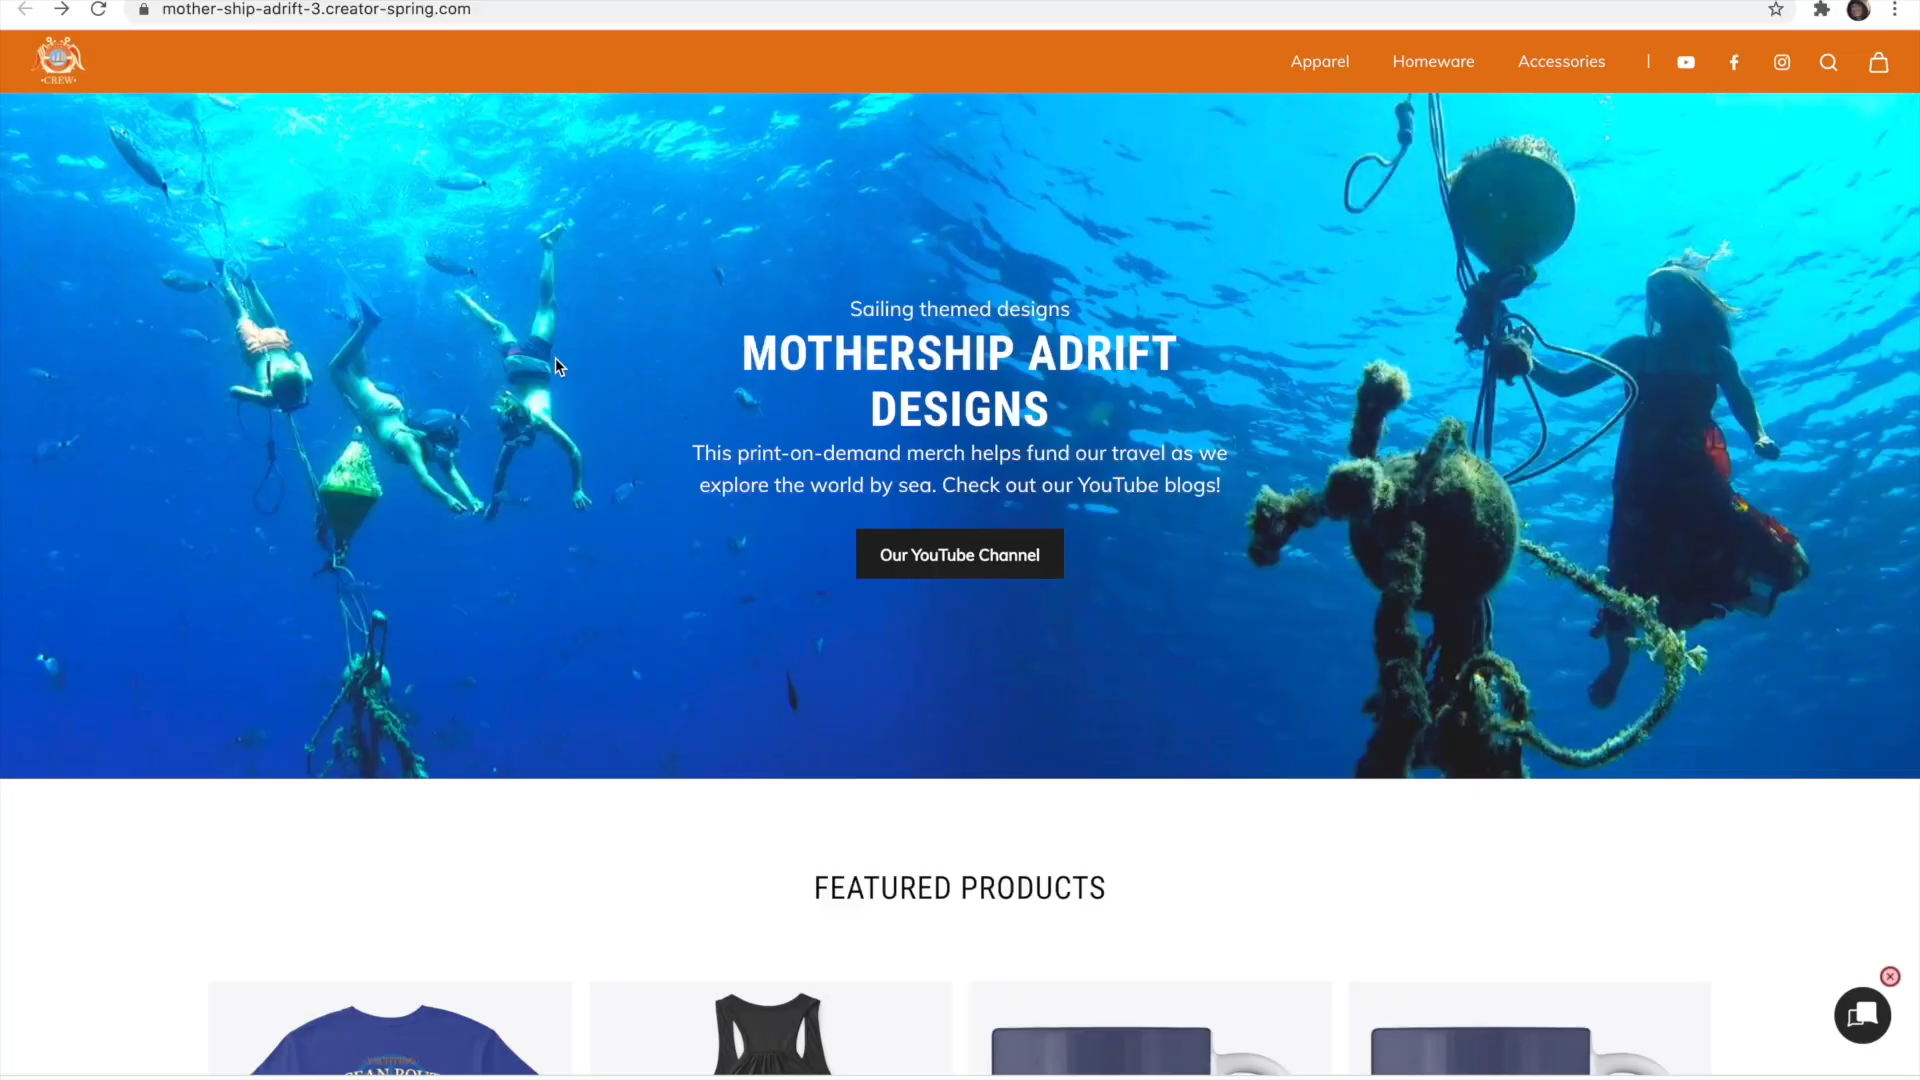 mother-ship-adrift-3.creator-spring.com
•CREW•
Apparel
Homeware
Accessories
Sailing themed designs
MOTHERSHIP ADRIFT
DESIGNS
This print-on-demand merch helps fund our travel as we
explore the world by sea. Check out our YouTube blogs!
Our YouTube Channel
FEATURED PRODUCTS